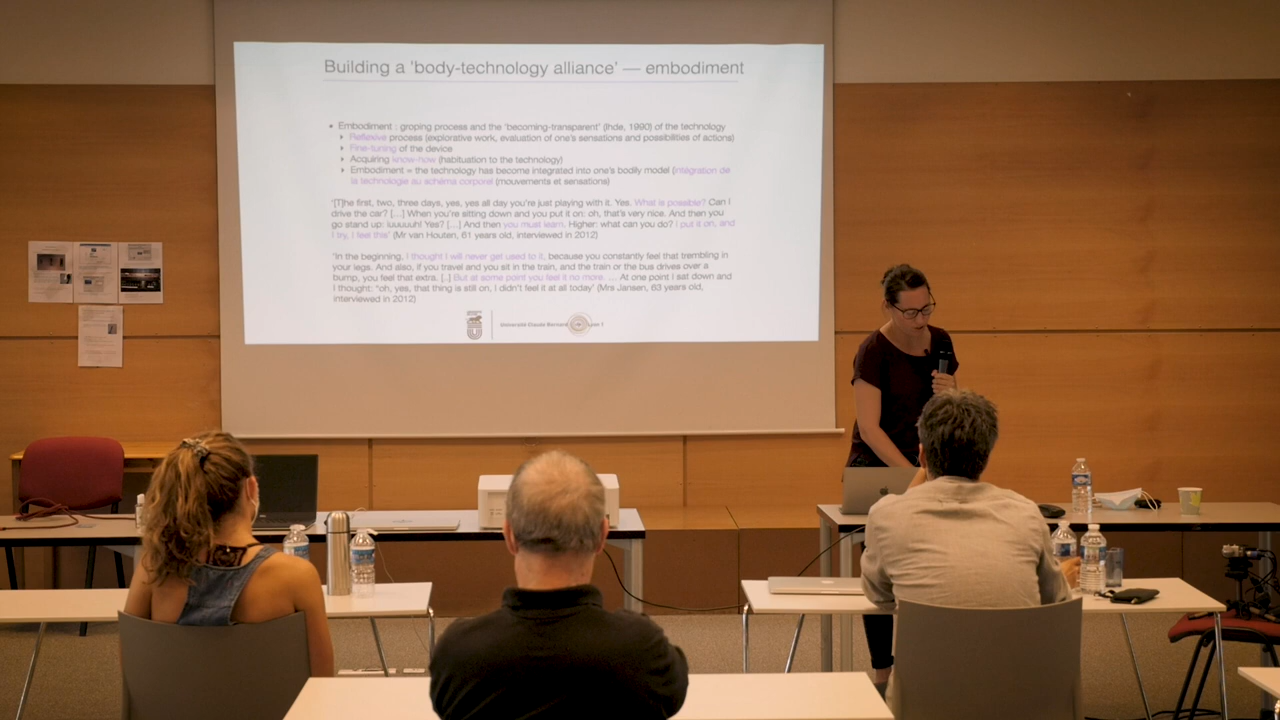 Building a 'body-technology alliance' — embodiment
• Embodiment : groping process and the 'becoming-transparent' (Ihde, 1990) of the technology
Reflexive process (explorative work, evaluation of one's sensations and possibilities of actions)
Fine-tuning of the device
Acquiring know-how (habituation to the technology)
Embodiment = the technology has become integrated into one's bodily model (intégration de
la technologie au schéma corporel (mouvements et sensations)
'[T]he first, two, three days, yes, yes all day you're just playing with it. Yes. What is possible? Can I
drive the car? […] When you're sitting down and you put it on: oh, that's very nice. And then you
go stand up: iuuuuuh! Yes? […] And then you must learn. Higher: what can you do? I put it on, and
I try, I feel this" (Mr van Houten, 61 years old, interviewed in 2012)
'In the beginning, I thought I will never get used to it, because you constantly feel that trembling in
your legs. And also, if you travel and you sit in the train, and the train or the bus drives over a
bump, you feel that extra. [..] But at some point you feel it no more. … At one point I sat down and
I thought: "oh, yes, that thing is still on, I didn't feel it at all today' (Mrs Jansen, 63 years old,
interviewed in 2012)
Université Claude Bernard Lyon 1